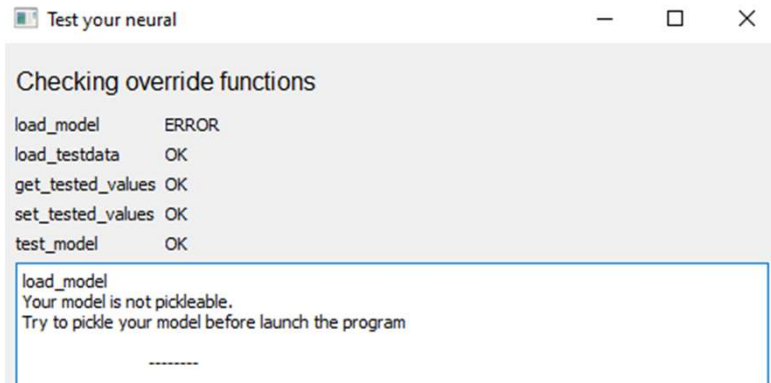 Test your neural
Checking override functions
load_model ERROR
load_testdata OK
get_tested_values OK
set_tested_values OK
test_model OK
load_model
Your model is not pickleable.
Try to pickle your model before launch the program
--------